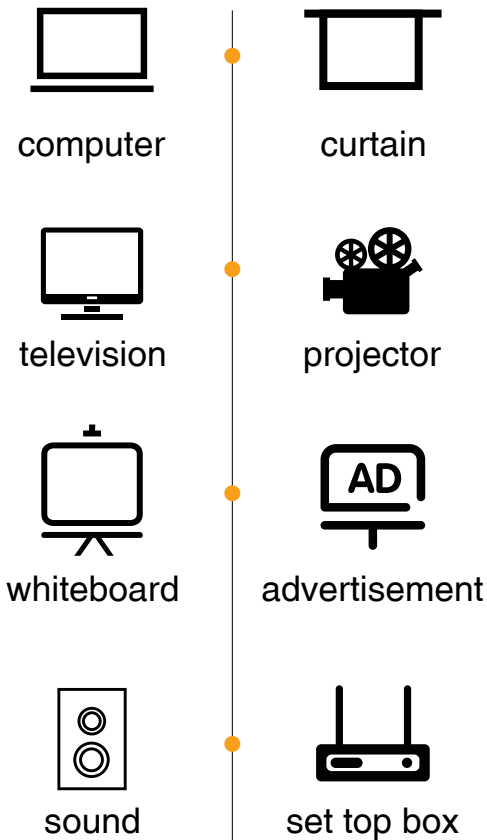 computer
curtain
television
projector
AD
whiteboard
advertisement
sound
set top box